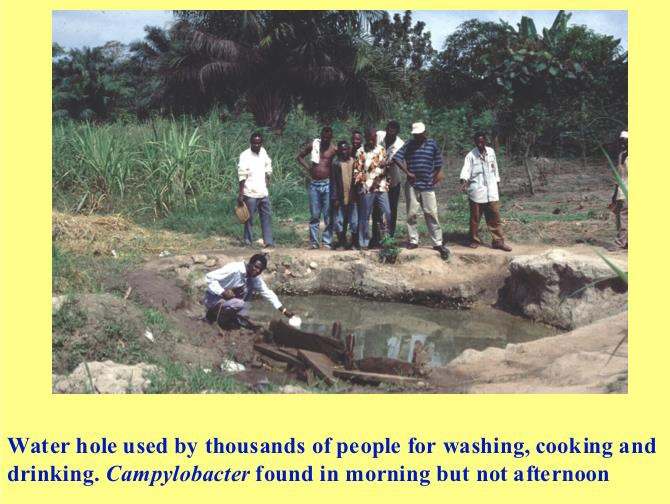 Water hole used by thousands of people for washing, cooking and
drinking. Campylobacter found in morning but not afternoon